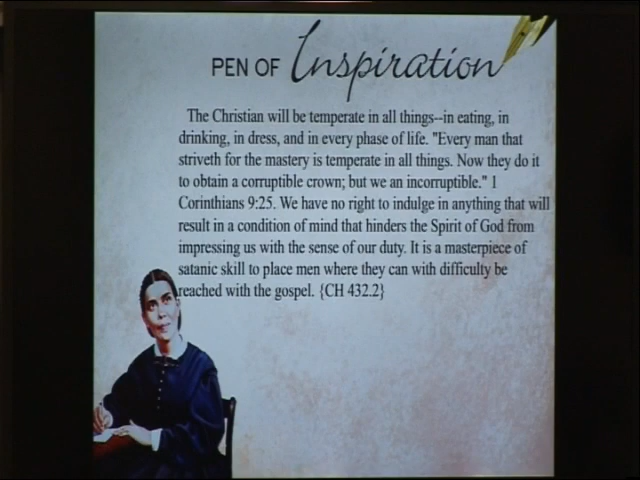 PEN OF Inspiration
The Christian will be temperate in all things--in eating, in
drinking, in dress, and in every phase of life. "Every man that
striveth for the mastery is temperate in all things. Now they do it
to obtain a corruptible crown; but we an incorruptible." 1
Corinthians 9:25. We have no right to indulge in anything that will
result in a condition of mind that hinders the Spirit of God from
impressing us with the sense of our duty. It is a masterpiece of
satanic skill to place men where they can with difficulty be
reached with the gospel. {CH 432.2}